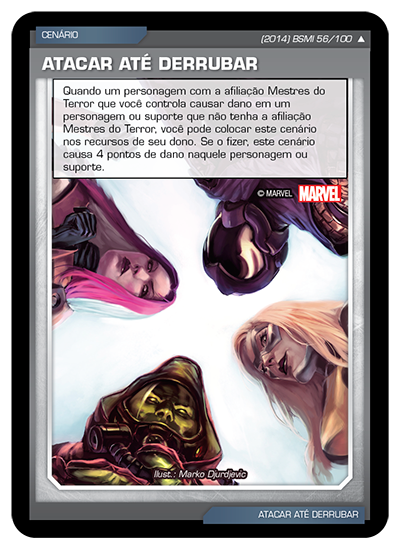 CENÁRIO
(2014) BSMI 56/100 ▲
ATACAR ATÉ DERRUBAR
Quando um personagem com a afiliação Mestres do
Terror que você controla causar dano em um
personagem ou suporte que não tenha a afiliação
Mestres do Terror, você pode colocar este cenário
nos recursos de seu dono. Se o fizer, este cenário
causa 4 pontos de dano naquele personagem ou
suporte.
© MARVEL MARVEL
Ilust.: Marko Djurdjevic
ATACAR ATÉ DERRUBAR